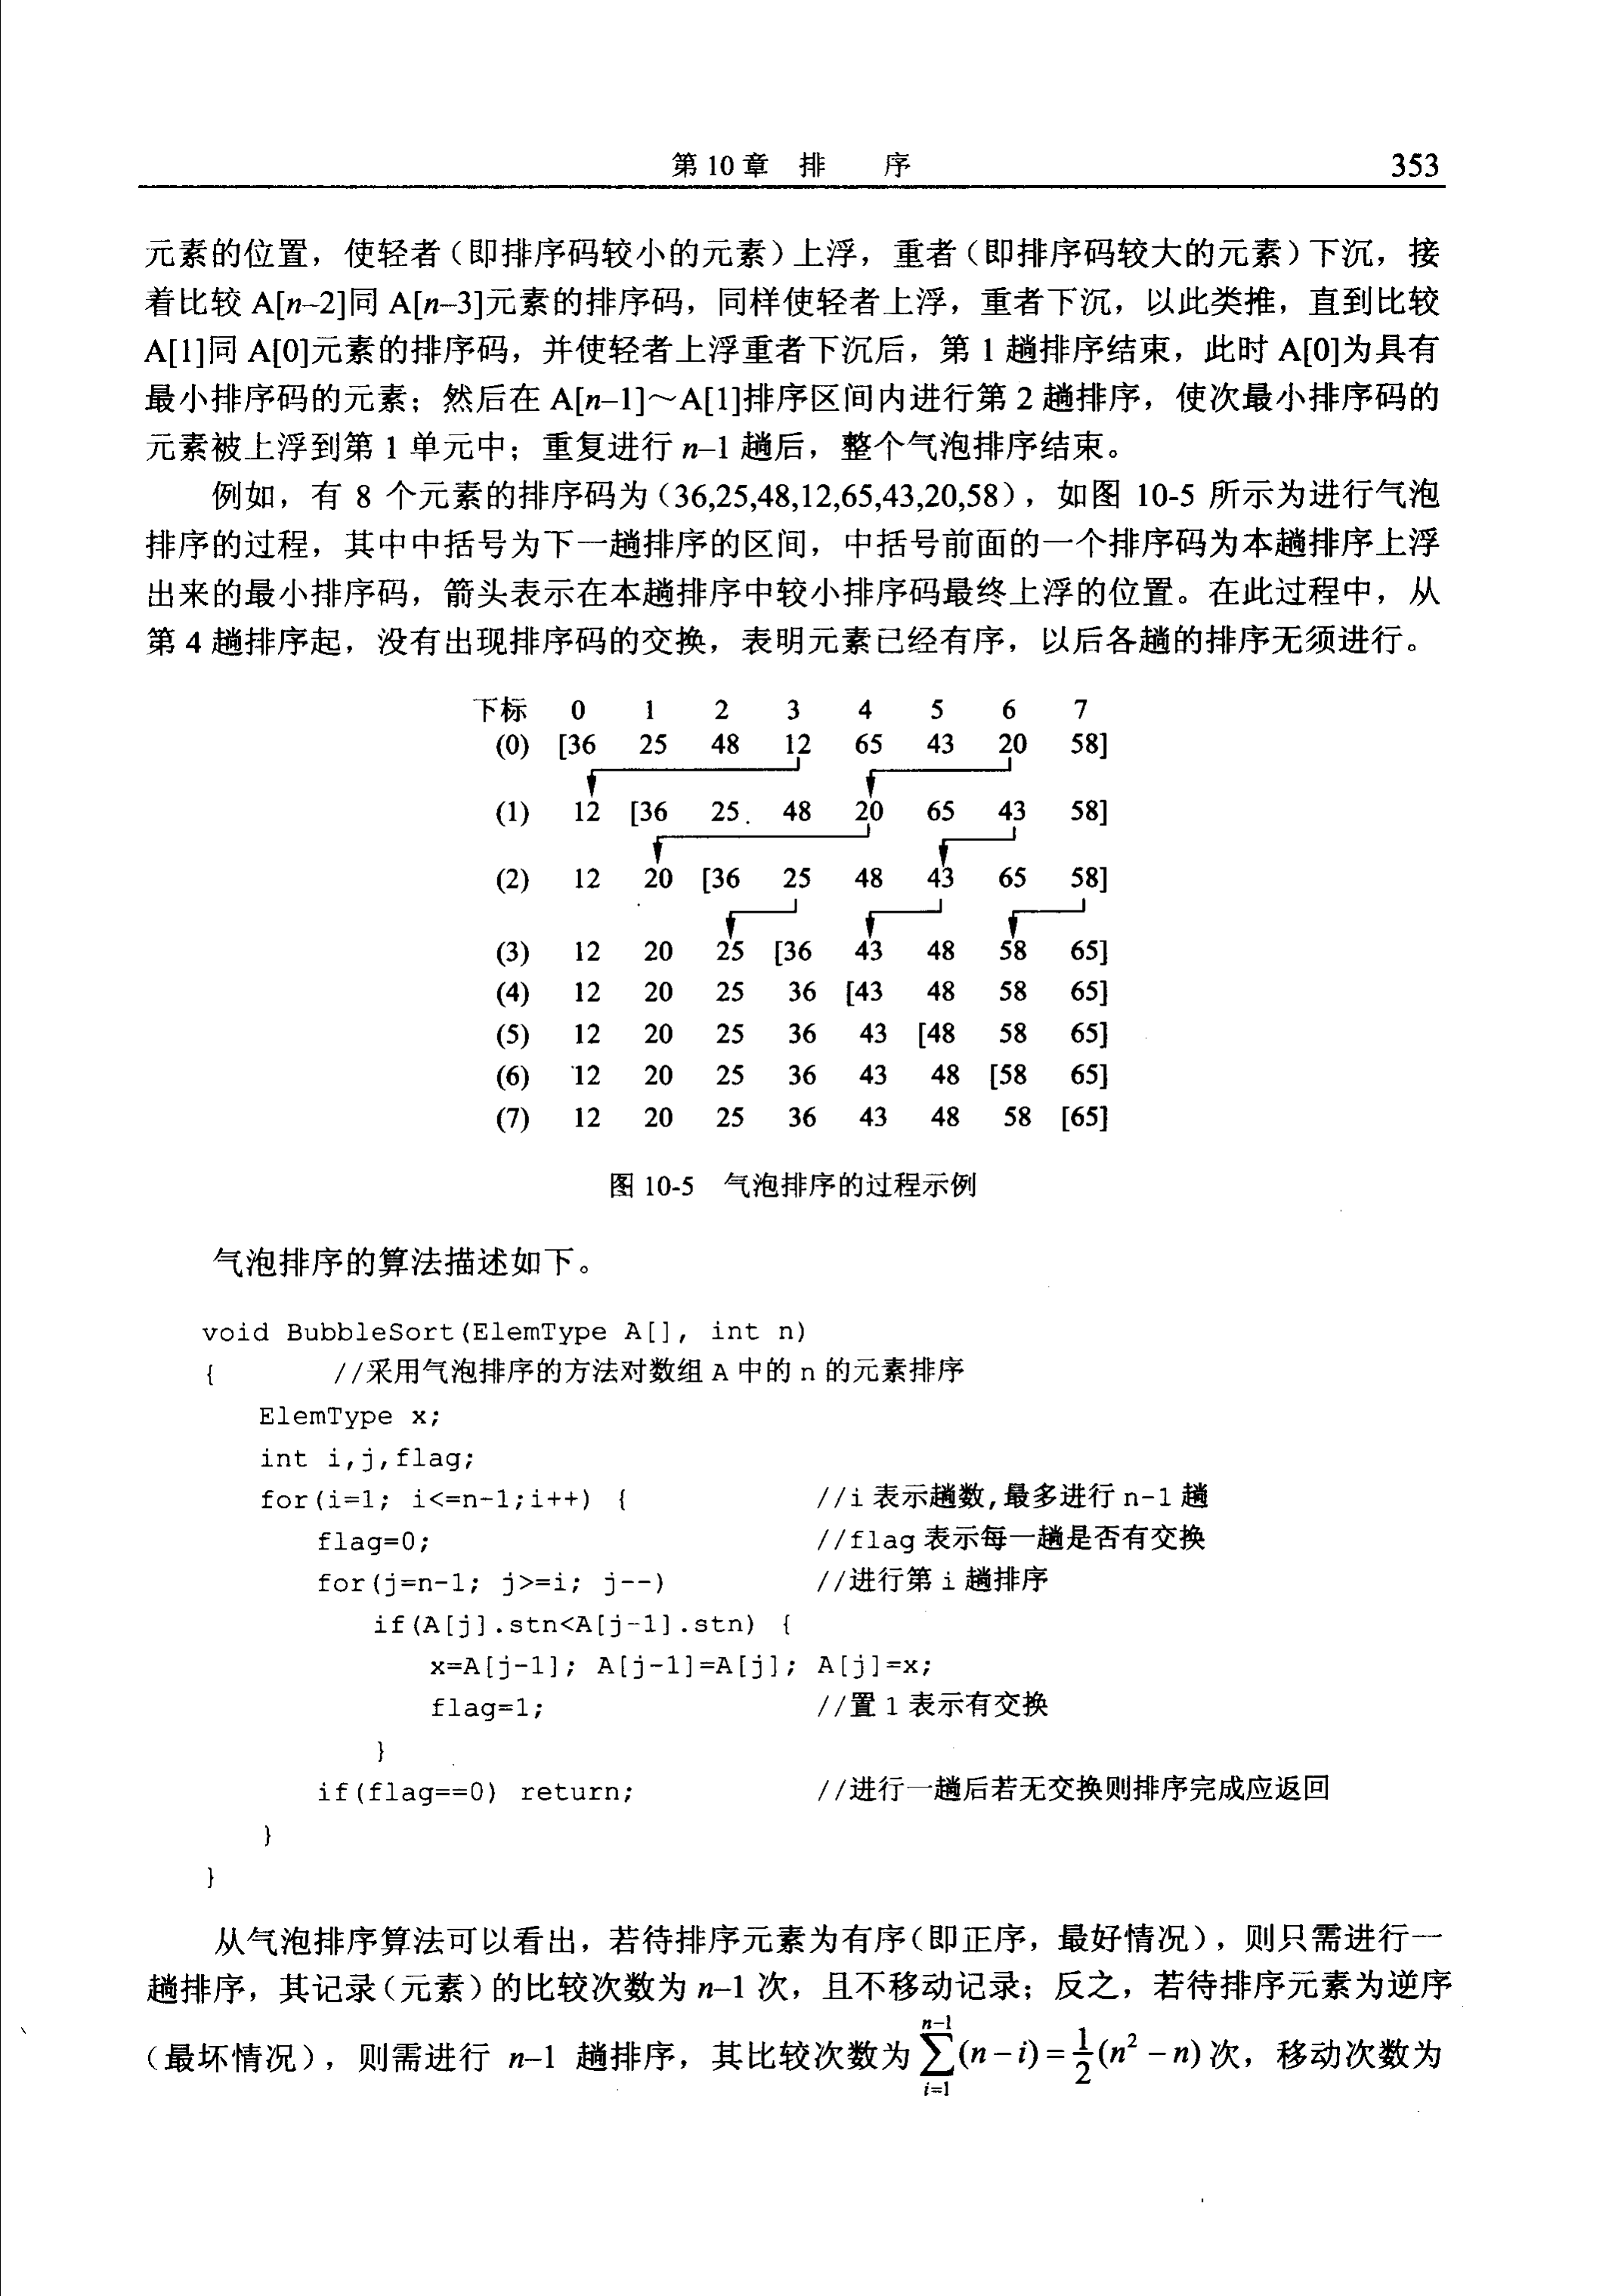 第 10 章 排 序 353
元素的位置，使轻者（即排序码较小的元素）上浮，重者（即排序码较大的元素）下沉，接
着比较 A[n–2]同 A[n–3]元素的排序码，同样使轻者上浮，重者下沉，以此类推，直到比较
A[1]同 A[0]元素的排序码，并使轻者上浮重者下沉后，第 1 趟排序结束，此时 A[0]为具有
最小排序码的元素；然后在 A[n–1]～A[1]排序区间内进行第 2 趟排序，使次最小排序码的
元素被上浮到第 1 单元中；重复进行 n–1 趟后，整个气泡排序结束。
例如，有 8 个元素的排序码为（36,25,48,12,65,43,20,58），如图 10-5 所示为进行气泡
排序的过程，其中中括号为下一趟排序的区间，中括号前面的一个排序码为本趟排序上浮
出来的最小排序码，箭头表示在本趟排序中较小排序码最终上浮的位置。在此过程中，从
第 4 趟排序起，没有出现排序码的交换，表明元素已经有序，以后各趟的排序无须进行。
下标 0 1 2 3 4 5 6 7
(0) [36 25 48 12 65 43 20 58]
(1) 12 [36 25 48 20 65 43 58]
(2) 12 20 [36 25 48 43 65 58]
(3) 12 20 25 [36 43 48 58 65]
(4) 12 20 25 36 [43 48 58 65]
(5) 12 20 25 36 43 [48 58 65]
(6) 12 20 25 36 43 48 [58 65]
(7) 12 20 25 36 43 48 58 [65]
图 10-5 气泡排序的过程示例
气泡排序的算法描述如下。
void BubbleSort(ElemType A[], int n)
{ //采用气泡排序的方法对数组 A 中的 n 的元素排序
ElemType x;
int i,j,flag;
for(i=1; i<=n-1;i++) { //i 表示趟数,最多进行 n-1 趟
flag=0; //flag 表示每一趟是否有交换
for(j=n-1; j>=i; j--) //进行第 i 趟排序
if(A[j].stn<A[j-1].stn) {
x=A[j-1]; A[j-1]=A[j]; A[j]=x;
flag=1; //置 1 表示有交换
}
if(flag==0) return; //进行一趟后若无交换则排序完成应返回
}
}
从气泡排序算法可以看出，若待排序元素为有序（即正序，最好情况），则只需进行一
趟排序，其记录（元素）的比较次数为 n–1 次，且不移动记录；反之，若待排序元素为逆序
（最坏情况），则需进行 n–1 趟排序，其比较次数为 \sum_{i=1}^{n-1}(n-i)=\frac{1}{2}(n^2-n) 次，移动次数为